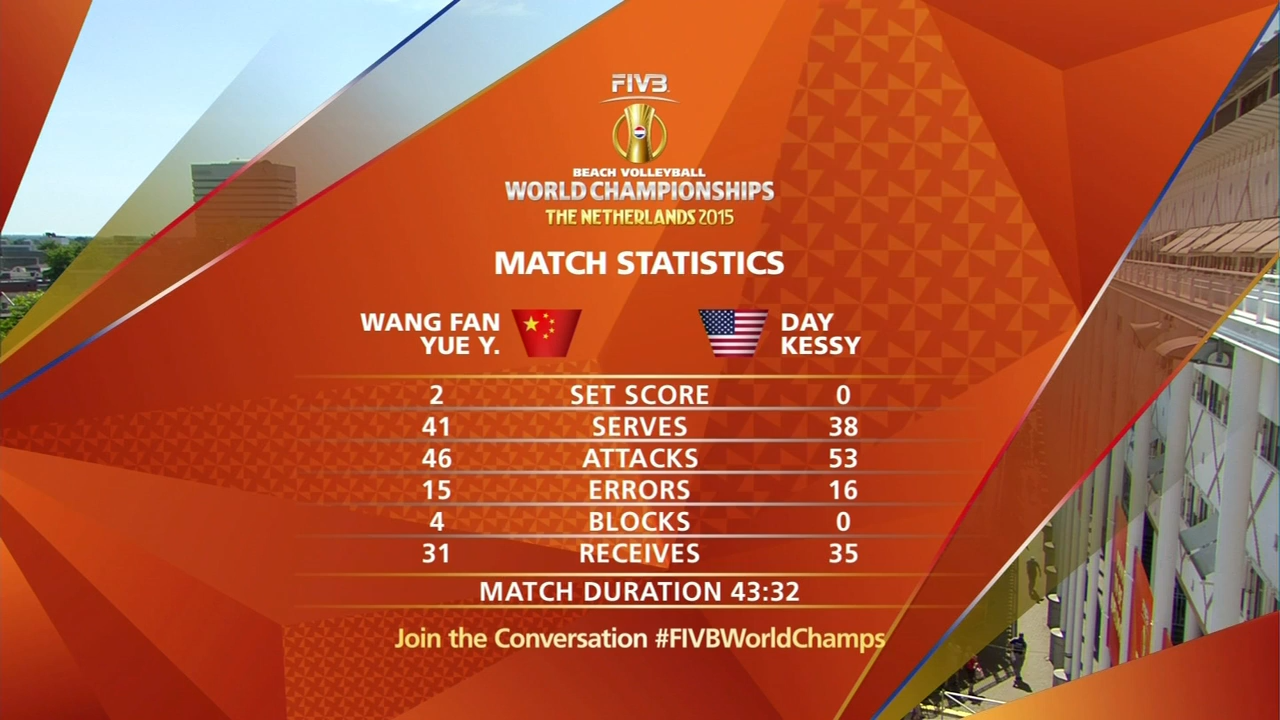 FIVB
BEACH VOLLEYBALL
WORLD CHAMPIONSHIPS
THE NETHERLANDS 2015
MATCH STATISTICS
WANG FAN
YUE Y.
DAY
KESSY
2 SET SCORE 0
41 SERVES 38
46 ATTACKS 53
15 ERRORS 16
4 BLOCKS 0
31 RECEIVES 35
MATCH DURATION 43:32
Join the Conversation #FIVBWorldChamps